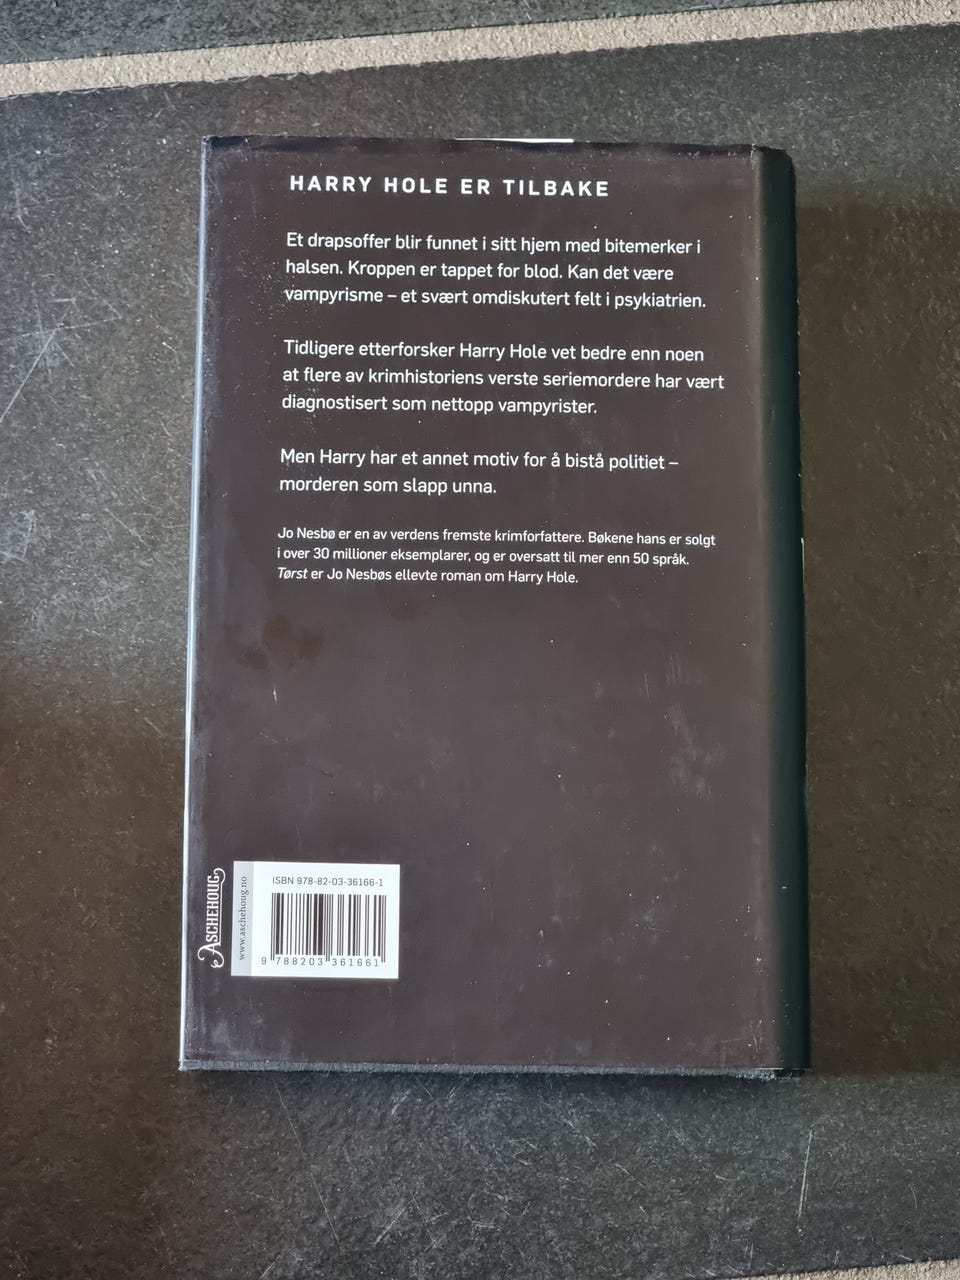 HARRY HOLE ER TILBAKE
Et drapsoffer blir funnet i sitt hjem med bitemerker i
halsen. Kroppen er tappet for blod. Kan det være
vampyrisme – et svært omdiskutert felt i psykiatrien.
Tidligere etterforsker Harry Hole vet bedre enn noen
at flere av krimhistoriens verste seriemordere har vært
diagnostisert som nettopp vampyrister.
Men Harry har et annet motiv for å bistå politiet –
morderen som slapp unna.
Jo Nesbø er en av verdens fremste krimforfattere. Bøkene hans er solgt
i over 30 millioner eksemplarer, og er oversatt til mer enn 50 språk.
Tørst er Jo Nesbøs ellevte roman om Harry Hole.
ASCHEHOUG
www.aschehoug.no
ISBN 978-82-03-36166-1
9 788203 361661